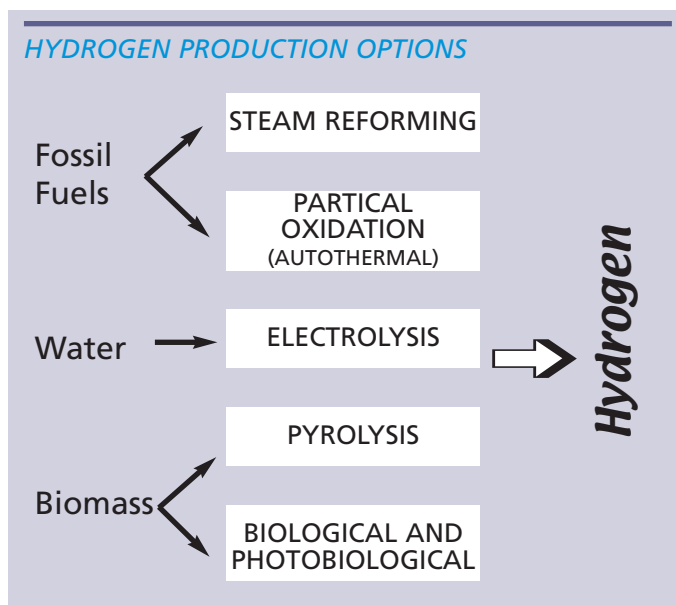 HYDROGEN PRODUCTION OPTIONS
Fossil
Fuels
STEAM REFORMING
PARTICAL
OXIDATION
(AUTOTHERMAL)
Water
ELECTROLYSIS
Biomass
PYROLYSIS
BIOLOGICAL AND
PHOTOBIOLOGICAL
Hydrogen